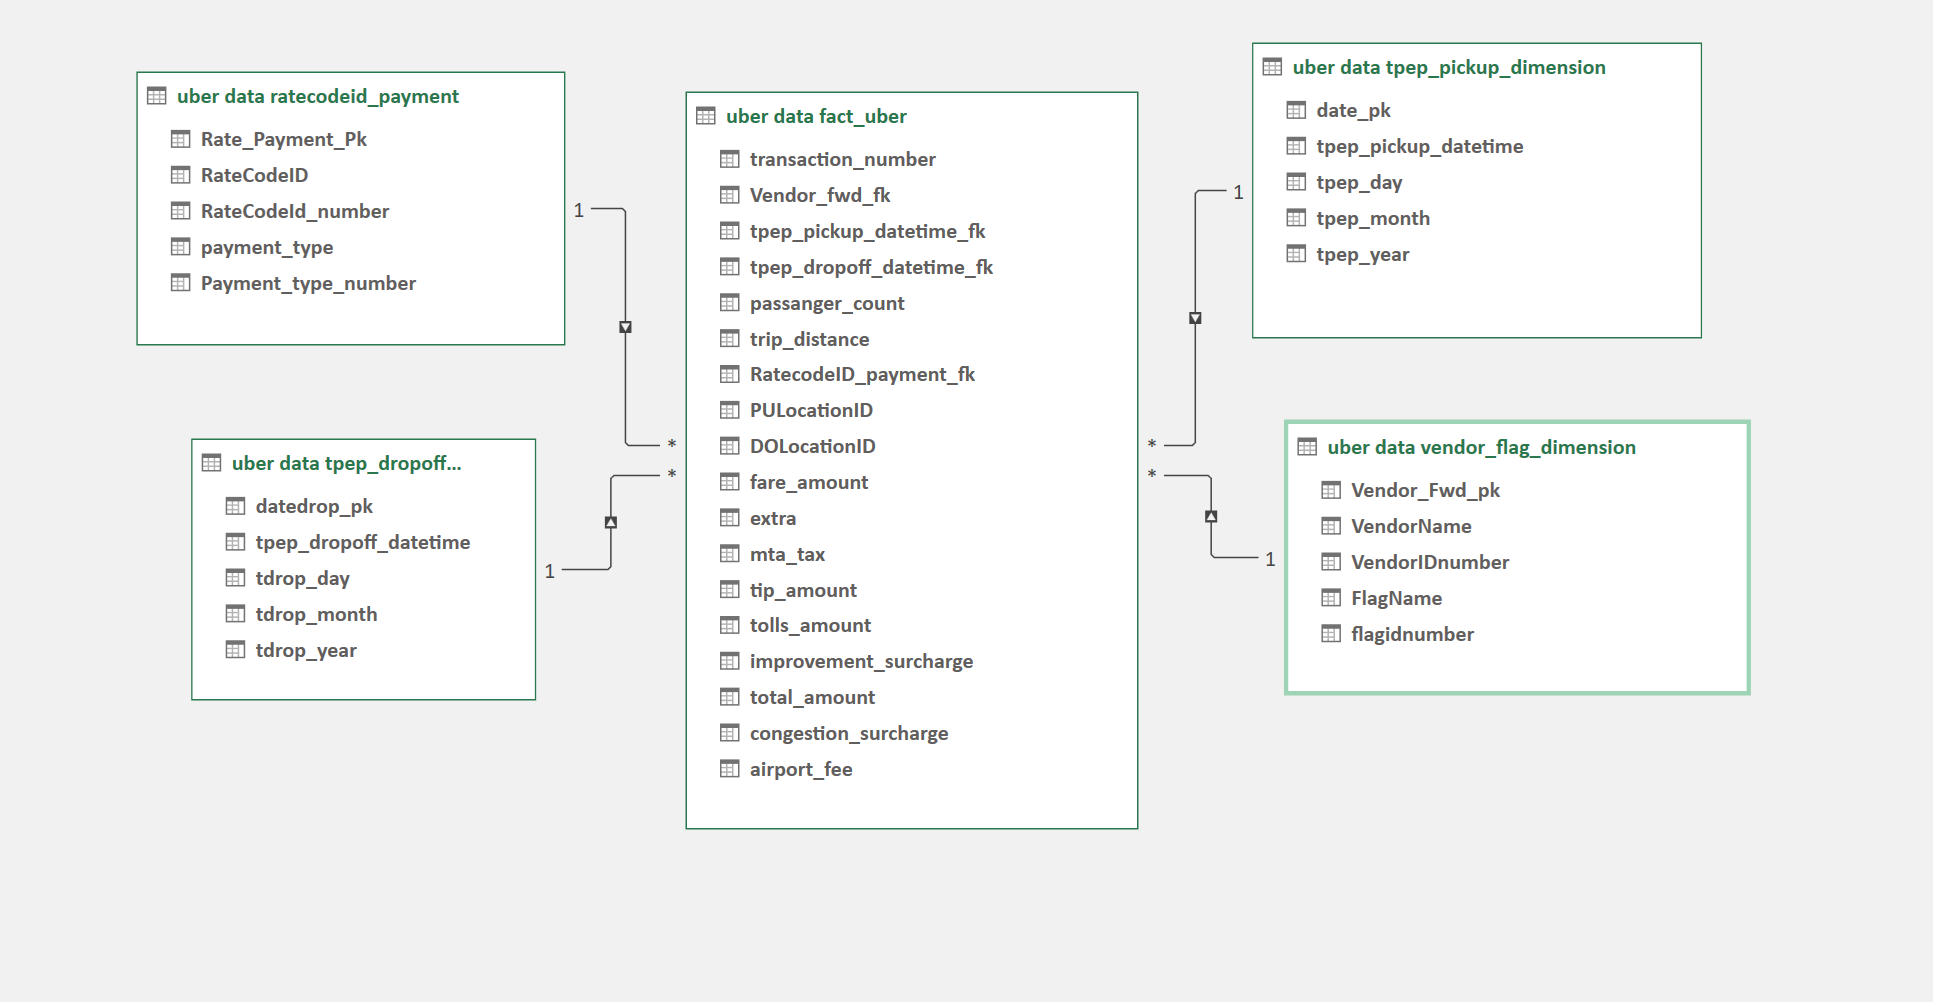 uber data ratecodeid_payment
Rate_Payment_Pk
RateCodeID
RateCodeId_number
payment_type
Payment_type_number
1
*
uber data tpep_dropoff...
datedrop_pk
tpep_dropoff_datetime
tdrop_day
tdrop_month
tdrop_year
1
*
uber data fact_uber
transaction_number
Vendor_fwd_fk
tpep_pickup_datetime_fk
tpep_dropoff_datetime_fk
passanger_count
trip_distance
RatecodeID_payment_fk
PULocationID
DOLocationID
fare_amount
extra
mta_tax
tip_amount
tolls_amount
improvement_surcharge
total_amount
congestion_surcharge
airport_fee
uber data tpep_pickup_dimension
date_pk
tpep_pickup_datetime
tpep_day
tpep_month
tpep_year
1
*
uber data vendor_flag_dimension
Vendor_Fwd_pk
VendorName
VendorIDnumber
FlagName
flagidnumber
1
*